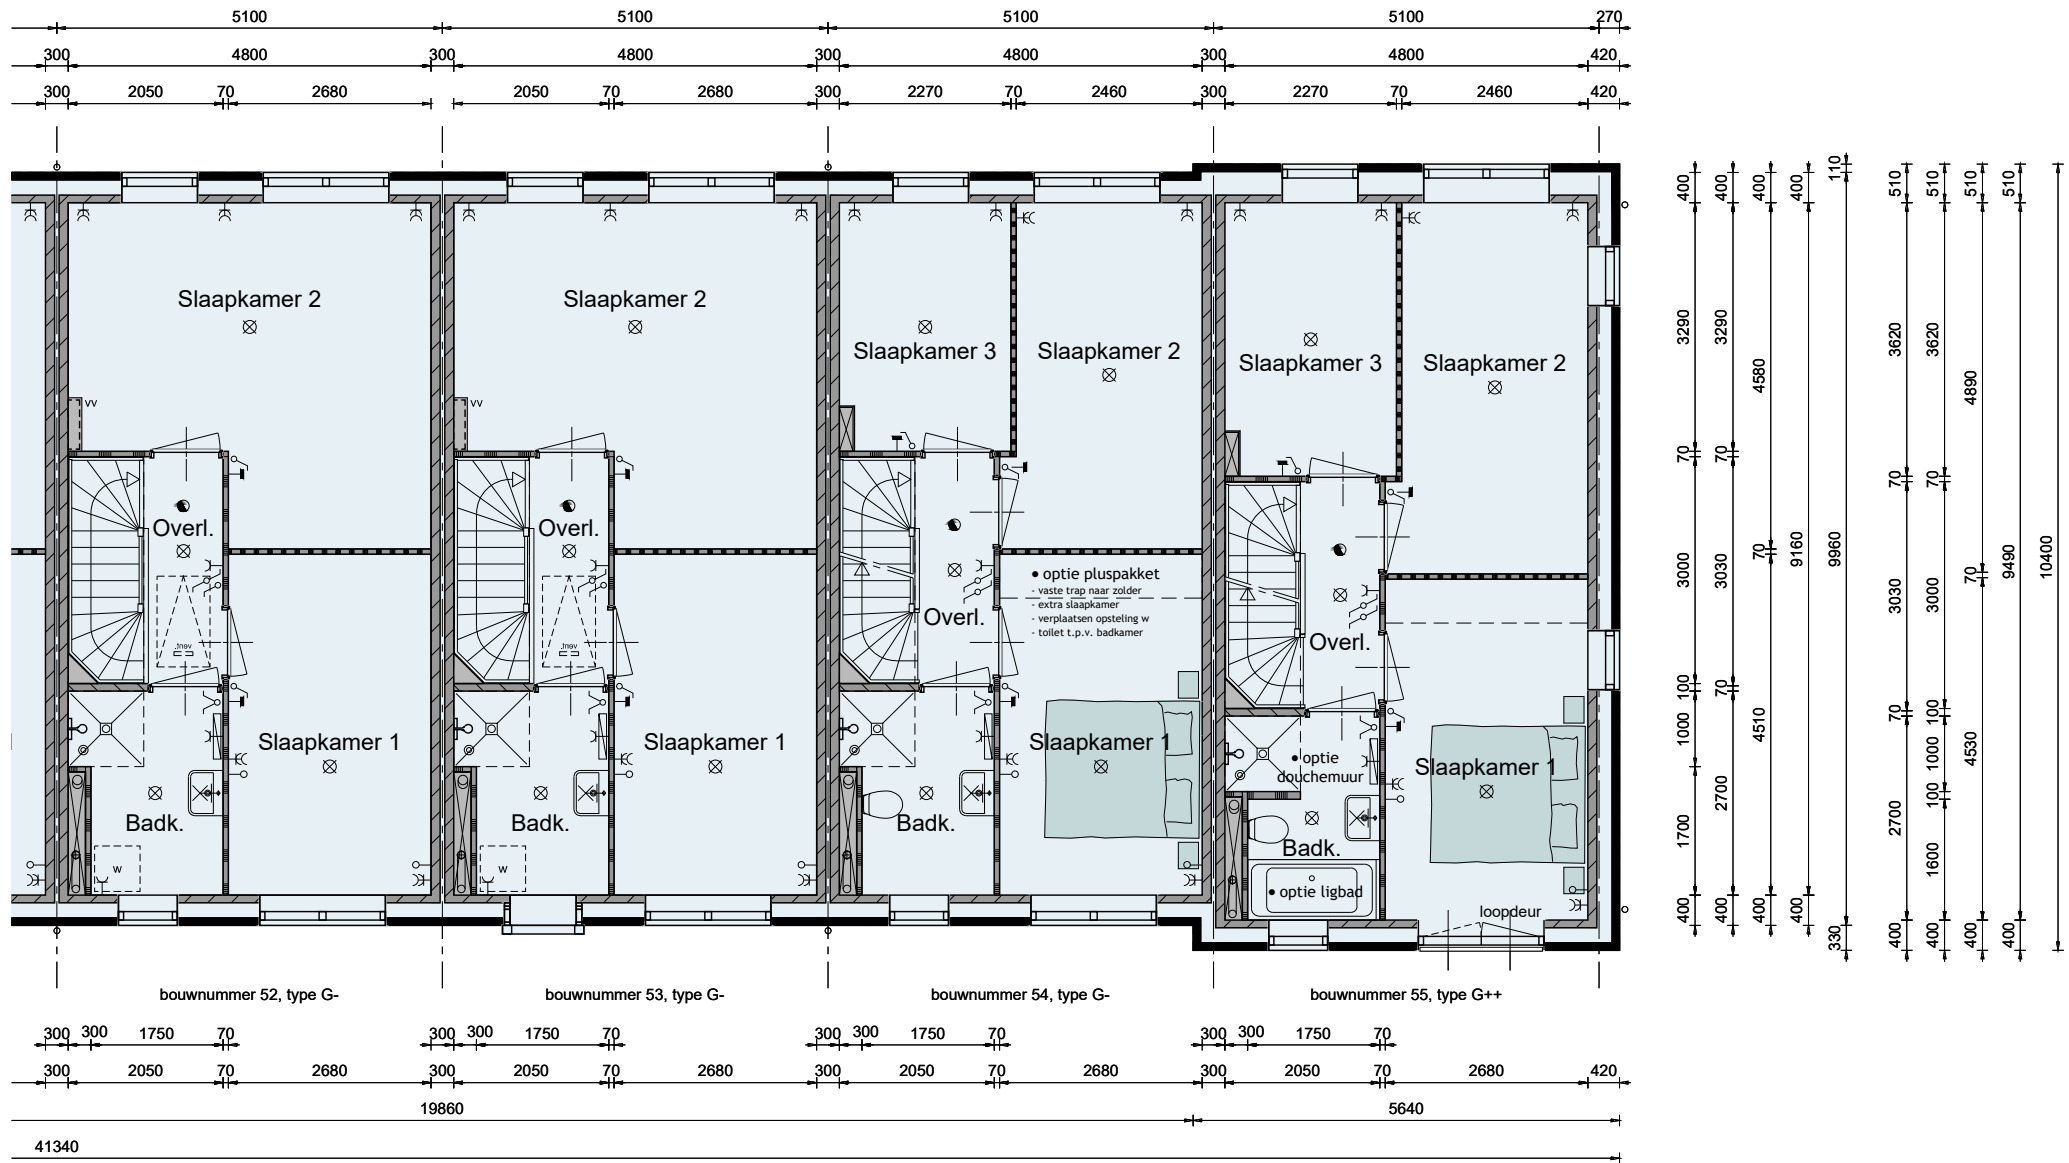 5100 5100 5100 5100 270
300 4800 300 4800 300 4800 300 4800 420
300 2050 70 2680 2050 70 2680 300 2270 70 2460 300 2270 70 2460 420
400 400 400 400 110 510 510 510 510
3290 3290 4580 3620 3620 4890
70 70 70 70
3000 3030 70 9160 9960 3030 3000 70 9490 10400
100 70 4510 70 100 4530
1000 2700 2700 1000
1700 100 1600
400 400 400 400 330 400 400 400 400
Slaapkamer 2
Slaapkamer 2
Slaapkamer 3
Slaapkamer 2
Slaapkamer 3
Slaapkamer 2
vv
vv
Overl.
Overl.
Overl.
Overl.
vent.
vent.
• optie pluspakket
- vaste trap naar zolder
- extra slaapkamer
- verplaatsen opsteling w
- toilet t.p.v. badkamer
Slaapkamer 1
Slaapkamer 1
Slaapkamer 1
Slaapkamer 1
• optie
douchemuur
Badk.
Badk.
Badk.
Badk.
w
w
• optie ligbad
loopdeur
bouwnummer 52, type G-
bouwnummer 53, type G-
bouwnummer 54, type G-
bouwnummer 55, type G++
300 300 1750 70 300 300 1750 70 300 300 1750 70 300 300 1750 70
300 2050 70 2680 300 2050 70 2680 300 2050 70 2680 300 2050 70 2680 420
19860 5640
41340